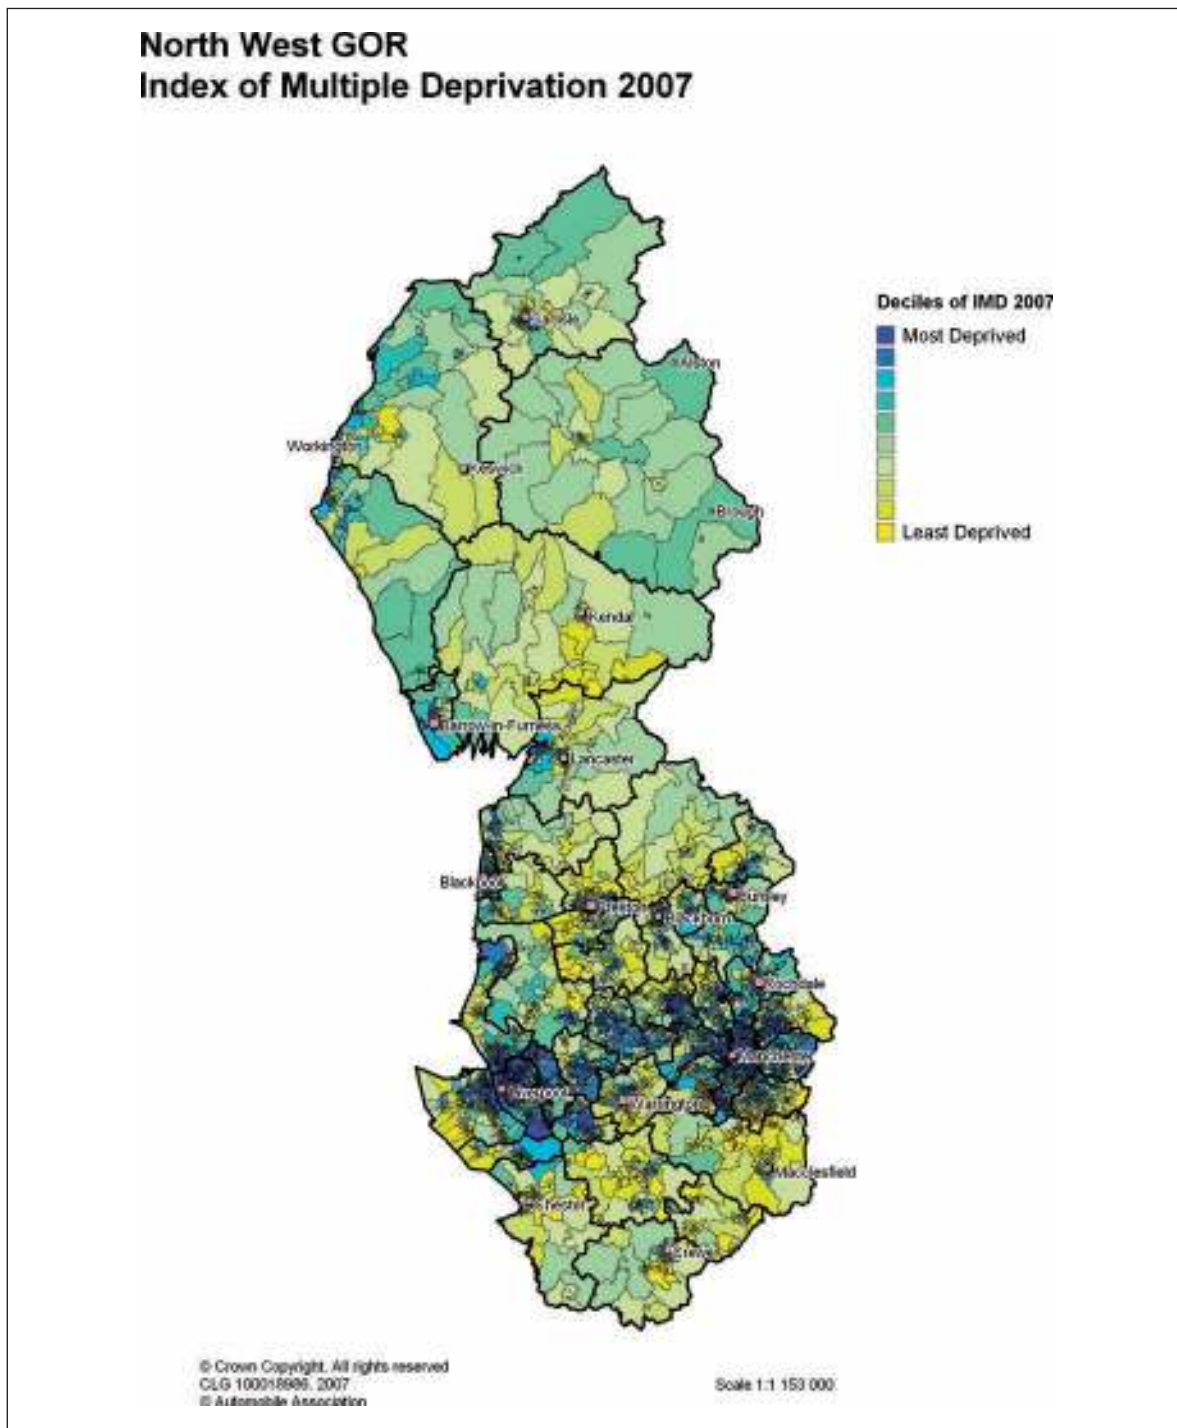 North West GOR
Index of Multiple Deprivation 2007
Deciles of IMD 2007
Most Deprived
Least Deprived
Carlisle
Alston
Workington
Keswick
Brough
Kendal
Barrow-in-Furness
Lancaster
Blackpool
Preston
Burnley
Blackburn
Rochdale
Manchester
Liverpool
Warrington
Macclesfield
Chester
Crewe
© Crown Copyright. All rights reserved
CLG 100018986. 2007
© Automobile Association
Scale 1:1 153 000